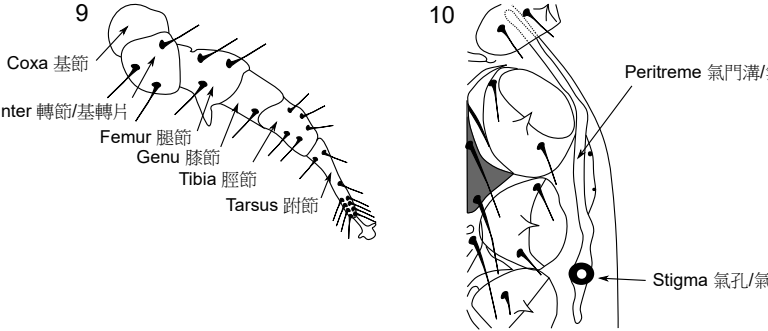 9
Coxa 基節
nter 轉節/基轉片
Femur 腿節
Genu 膝節
Tibia 脛節
Tarsus 跗節
10
Peritreme 氣門溝/
Stigma 氣孔/氣